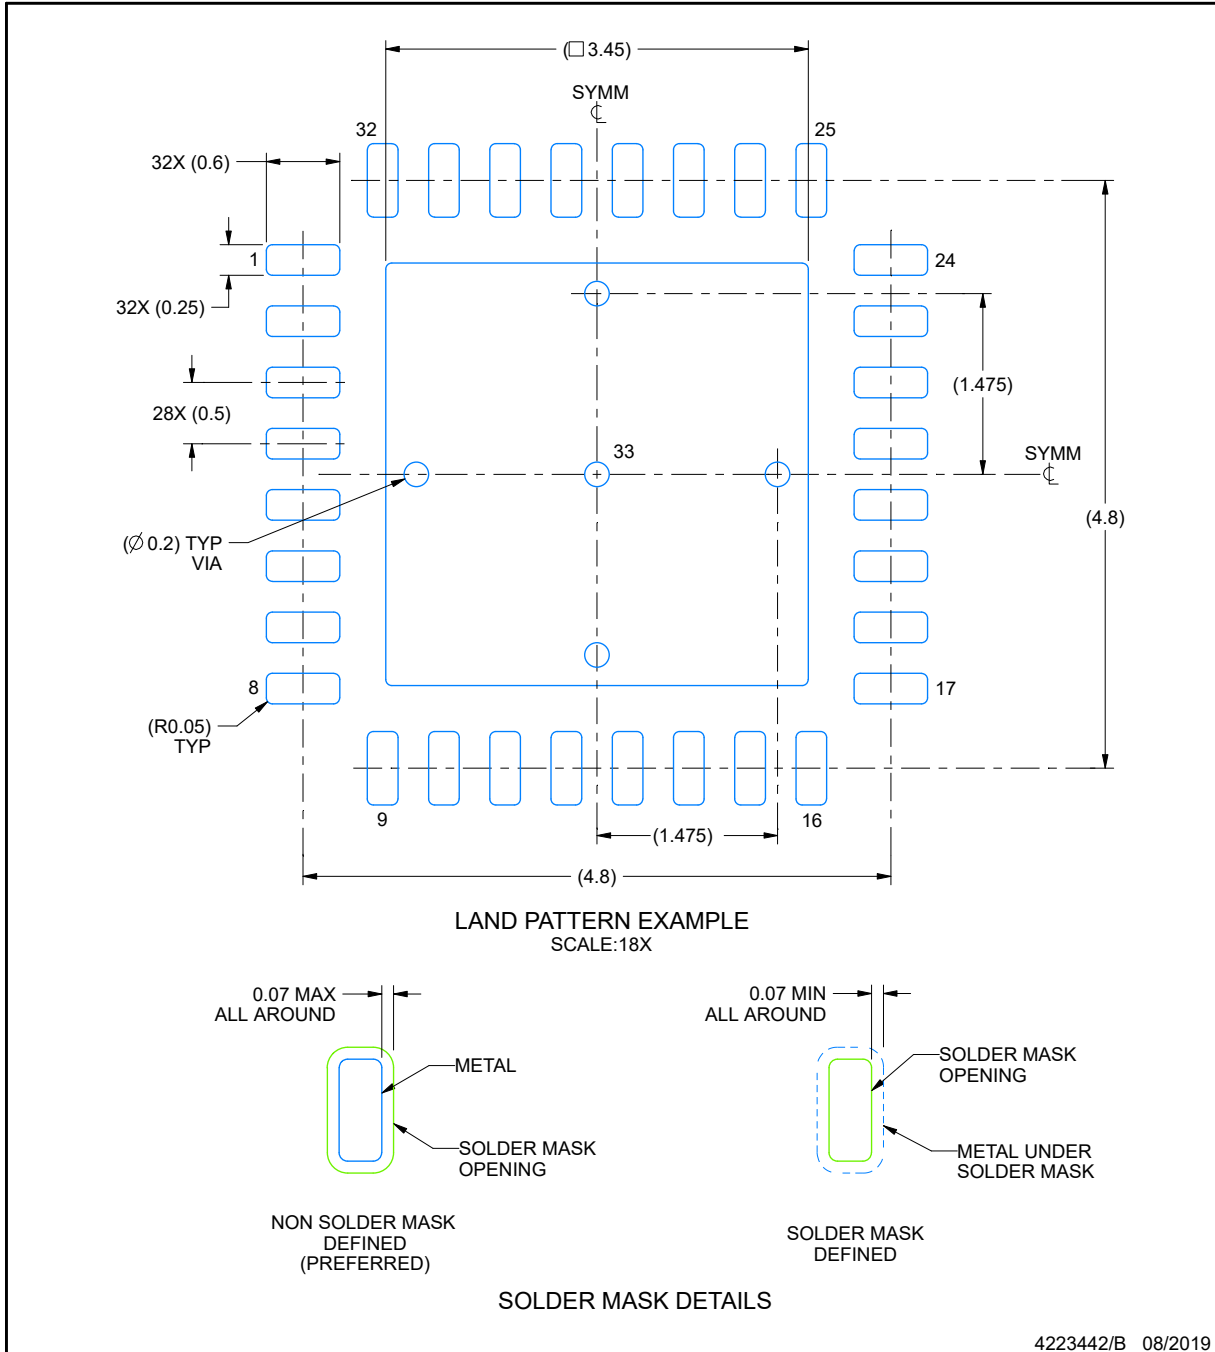 (□ 3.45)
SYMM
℄
32
25
32X (0.6)
1
24
32X (0.25)
(1.475)
28X (0.5)
33
SYMM
℄
(4.8)
(Ø 0.2) TYP
VIA
8
17
(R0.05)
TYP
9
16
(1.475)
(4.8)
LAND PATTERN EXAMPLE
SCALE:18X
0.07 MAX
ALL AROUND
METAL
SOLDER MASK
OPENING
NON SOLDER MASK
DEFINED
(PREFERRED)
0.07 MIN
ALL AROUND
SOLDER MASK
OPENING
METAL UNDER
SOLDER MASK
SOLDER MASK
DEFINED
SOLDER MASK DETAILS
4223442/B 08/2019